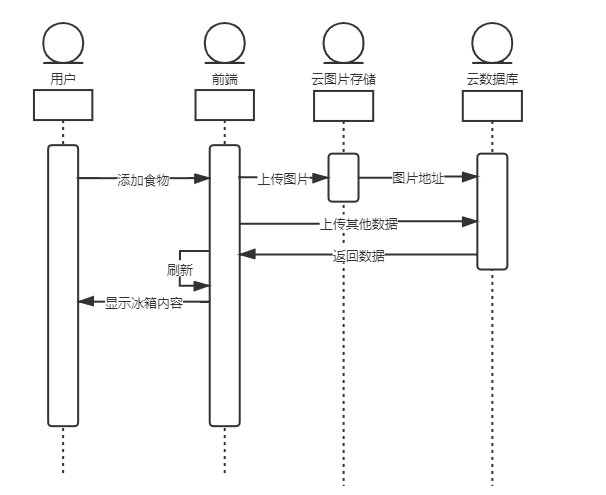 用户
前端
云图片存储
云数据库
添加食物
上传图片
图片地址
上传其他数据
返回数据
刷新
显示冰箱内容